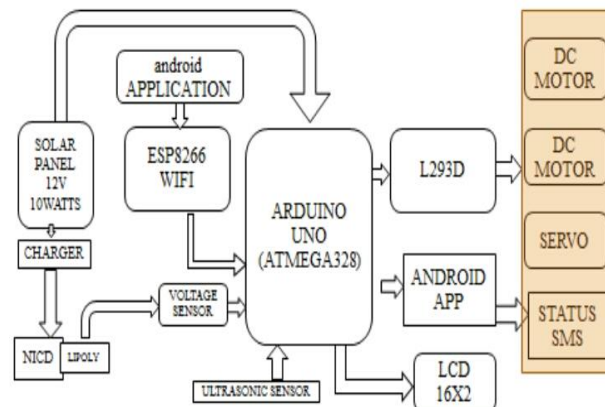 android
APPLICATION
SOLAR
PANEL
12V
10WATTS
ESP8266
WIFI
CHARGER
NICD
LIPOLY
VOLTAGE
SENSOR
ULTRASONIC SENSOR
ARDUINO
UNO
(ATMEGA328)
L293D
ANDROID
APP
LCD
16X2
DC
MOTOR
DC
MOTOR
SERVO
STATUS
SMS